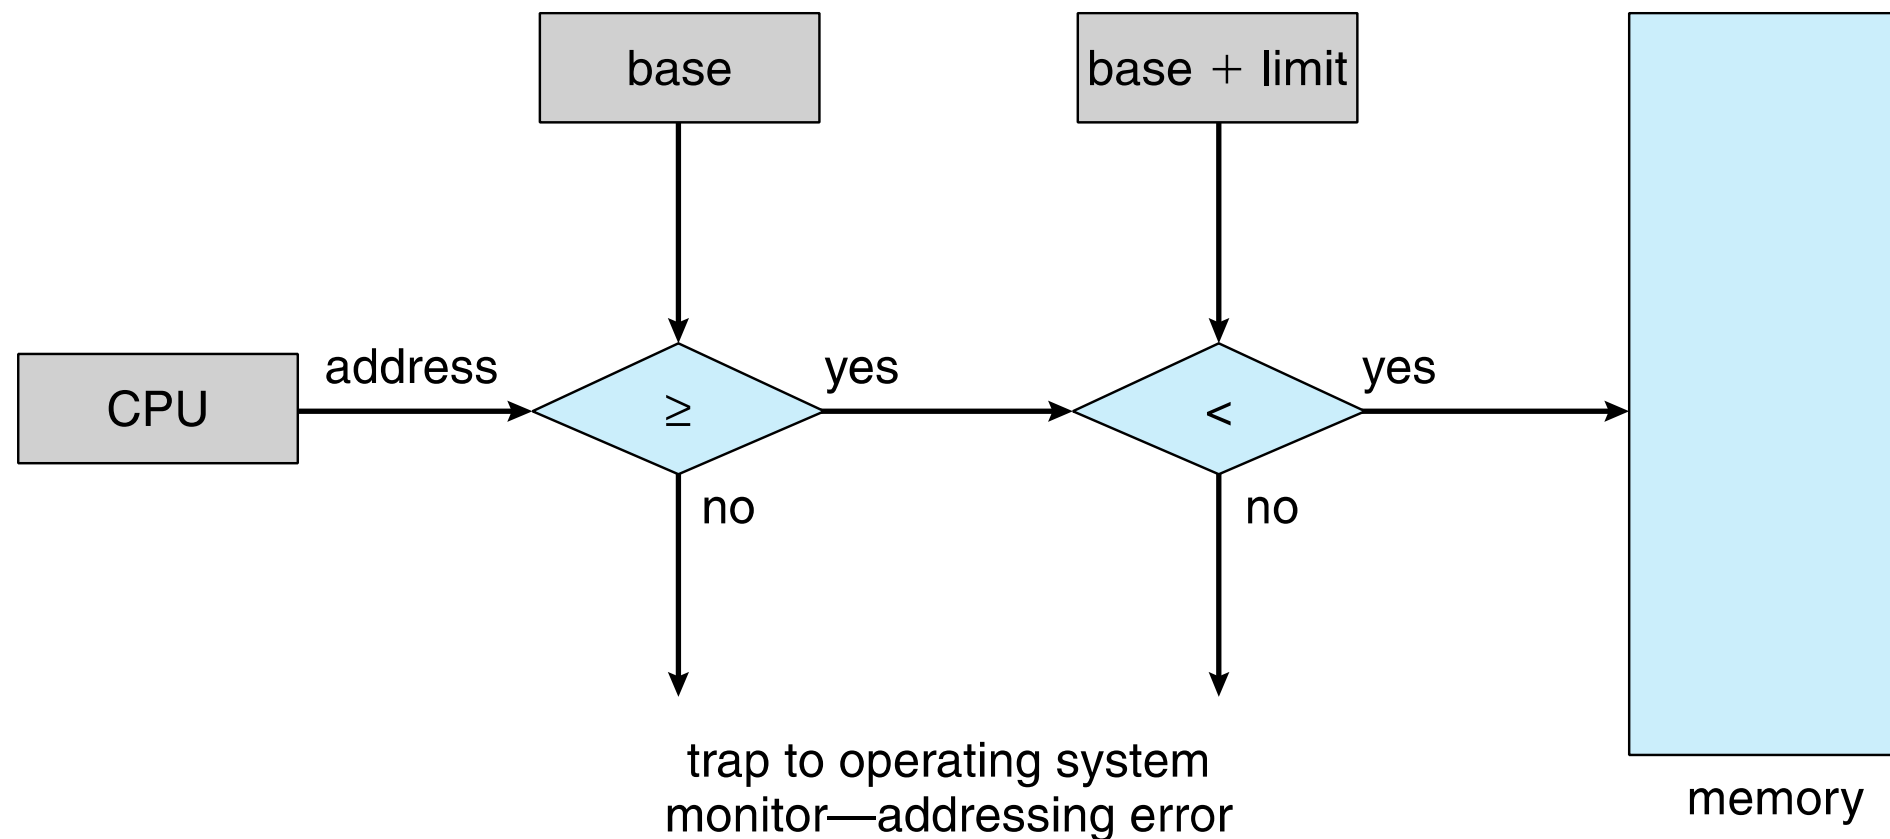 base
base + limit
CPU
address
≥
yes
<
yes
no
no
trap to operating system
monitor—addressing error
memory